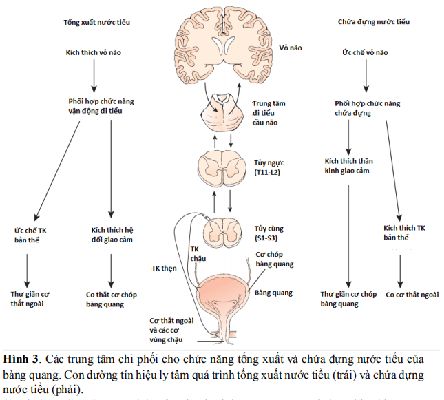 Tổng xuất nước tiểu
Kích thích vỏ não
Phối hợp chức năng
vận động đi tiểu
Ức chế TK
bản thể
Kích thích hệ
đối giao cảm
Thư giãn cơ
thắt ngoài
Co thắt cơ chóp
bàng quang
Vỏ não
Trung tâm
đi tiểu
cầu não
Tủy ngực
(T11-L2)
Tủy cùng
(S1-S3)
TK
chậu
TK thẹn
Cơ chóp
bàng quang
Bàng quang
Cơ thắt ngoài
và các cơ
vùng chậu
Chứa đựng nước tiểu
Ức chế vỏ não
Phối hợp chức năng
chứa đựng
Kích thích thần
kinh giao cảm
Kích thích TK
bản thể
Thư giãn cơ chóp
bàng quang
Co cơ thắt ngoài
Hình 3. Các trung tâm chi phối cho chức năng tống xuất và chứa đựng nước tiểu của
bàng quang. Con đường tín hiệu ly tâm quá trình tống xuất nước tiểu (trái) và chứa đựng
nước tiểu (phải).